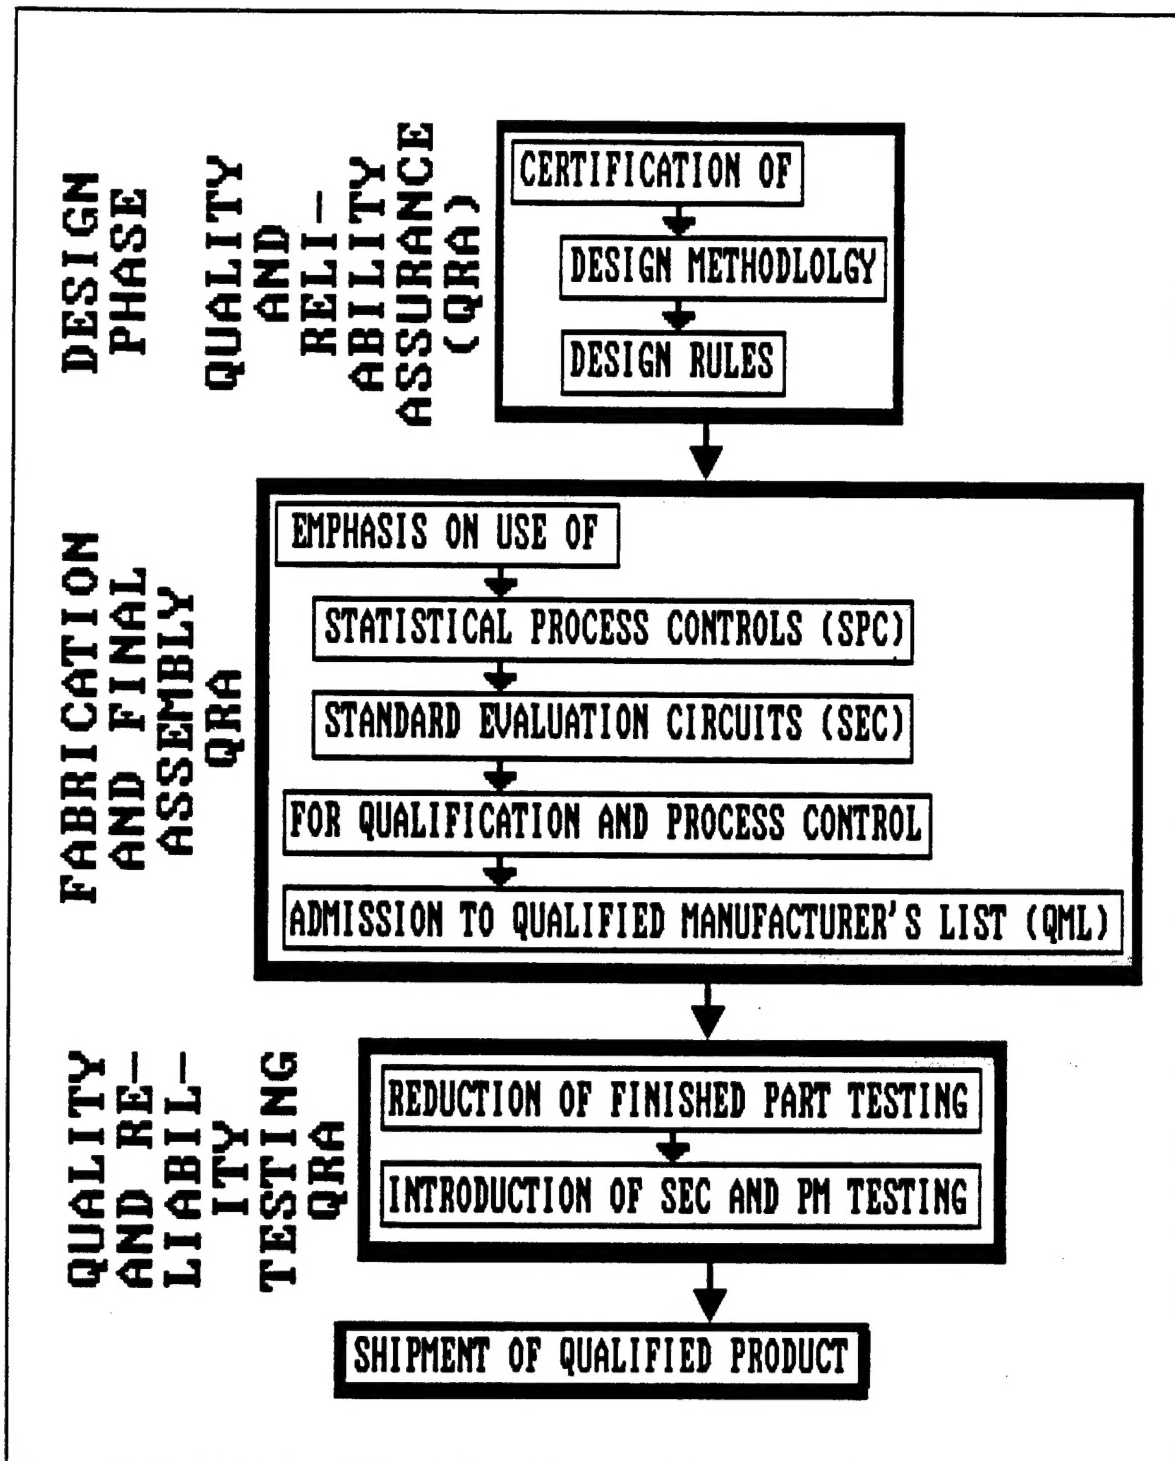 DESIGN
PHASE
QUALITY
AND
RELI-
ABILITY
ASSURANCE
(QRA)
CERTIFICATION OF
DESIGN METHODLOLGY
DESIGN RULES
FABRICATION
AND FINAL
ASSEMBLY
QRA
EMPHASIS ON USE OF
STATISTICAL PROCESS CONTROLS (SPC)
STANDARD EVALUATION CIRCUITS (SEC)
FOR QUALIFICATION AND PROCESS CONTROL
ADMISSION TO QUALIFIED MANUFACTURER'S LIST (QML)
QUALITY
AND RE-
LIABIL-
ITY
TESTING
QRA
REDUCTION OF FINISHED PART TESTING
INTRODUCTION OF SEC AND PM TESTING
SHIPMENT OF QUALIFIED PRODUCT